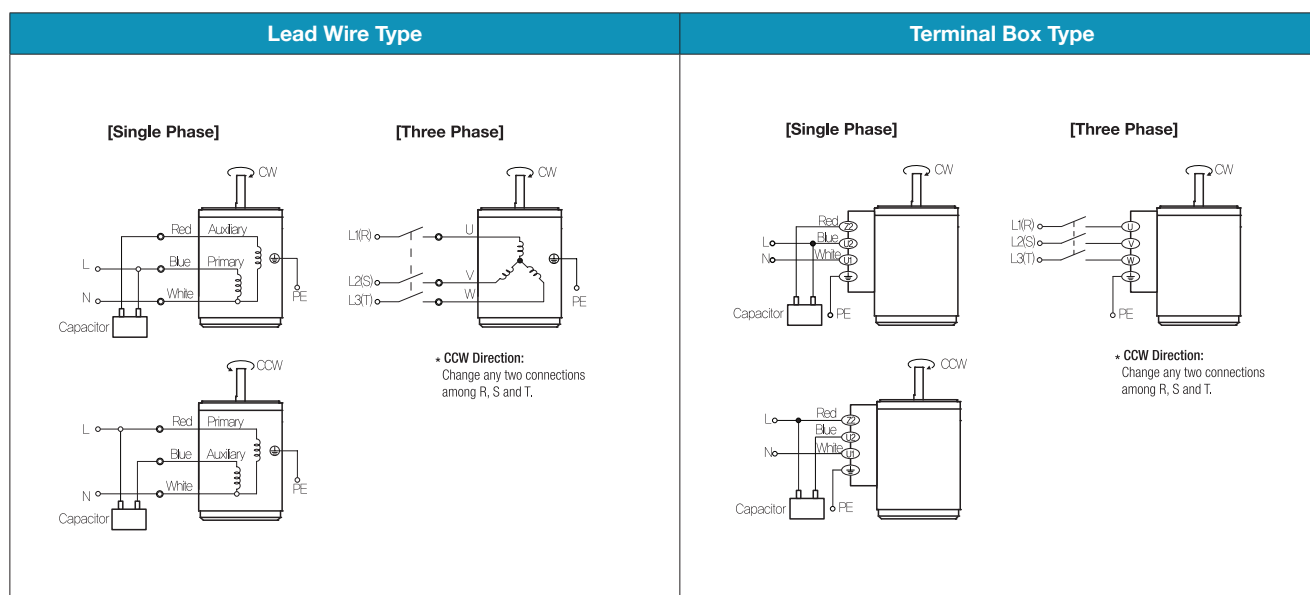 Lead Wire Type
[Single Phase]
CW
Red Auxiliary
L
Blue Primary
N
White
PE
Capacitor
CCW
L
Red Primary
Blue Auxilary
N
White
PE
Capacitor
[Three Phase]
CW
L1(R)
U
L2(S)
V
L3(T)
W
PE
* CCW Direction:
Change any two connections
among R, S and T.
Terminal Box Type
[Single Phase]
CW
Red Z2
L Blue U2
N White U1
Capacitor
PE
CCW
L Red Z2
Blue U2
N White U1
Capacitor
PE
[Three Phase]
CW
L1(R) U
L2(S) V
L3(T) W
PE
* CCW Direction:
Change any two connections
among R, S and T.